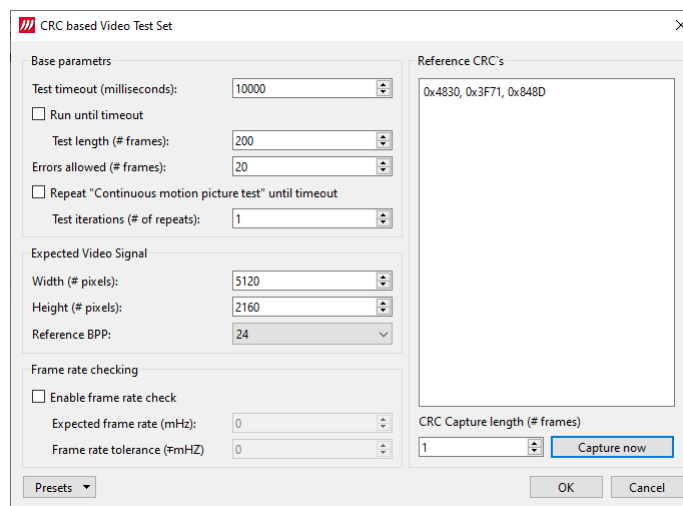 CRC based Video Test Set
Base parametrs
Test timeout (milliseconds): 10000
Run until timeout
Test length (# frames): 200
Errors allowed (# frames): 20
Repeat "Continuous motion picture test" until timeout
Test iterations (# of repeats): 1
Expected Video Signal
Width (# pixels): 5120
Height (# pixels): 2160
Reference BPP: 24
Frame rate checking
Enable frame rate check
Expected frame rate (mHz): 0
Frame rate tolerance (∓mHZ) 0
Presets
Reference CRC`s
0x4830, 0x3F71, 0x848D
CRC Capture length (# frames)
1 Capture now
OK Cancel